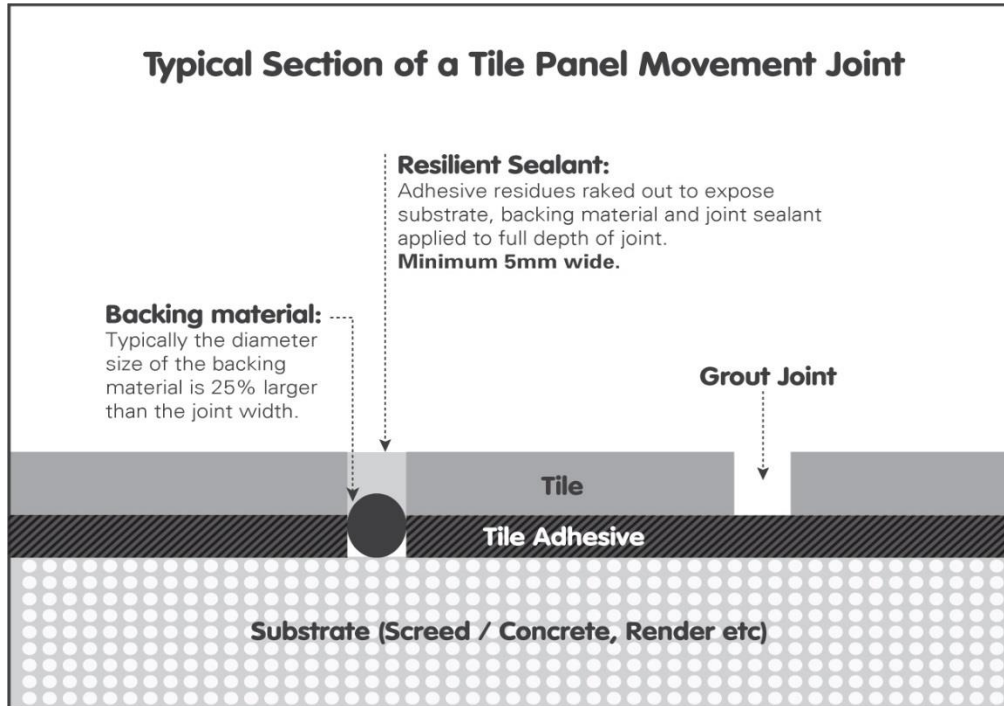 Typical Section of a Tile Panel Movement Joint
Resilient Sealant:
Adhesive residues raked out to expose
substrate, backing material and joint sealant
applied to full depth of joint.
Minimum 5mm wide.
Backing material:
Typically the diameter
size of the backing
material is 25% larger
than the joint width.
Grout Joint
Tile
Tile Adhesive
Substrate (Screed / Concrete, Render etc)